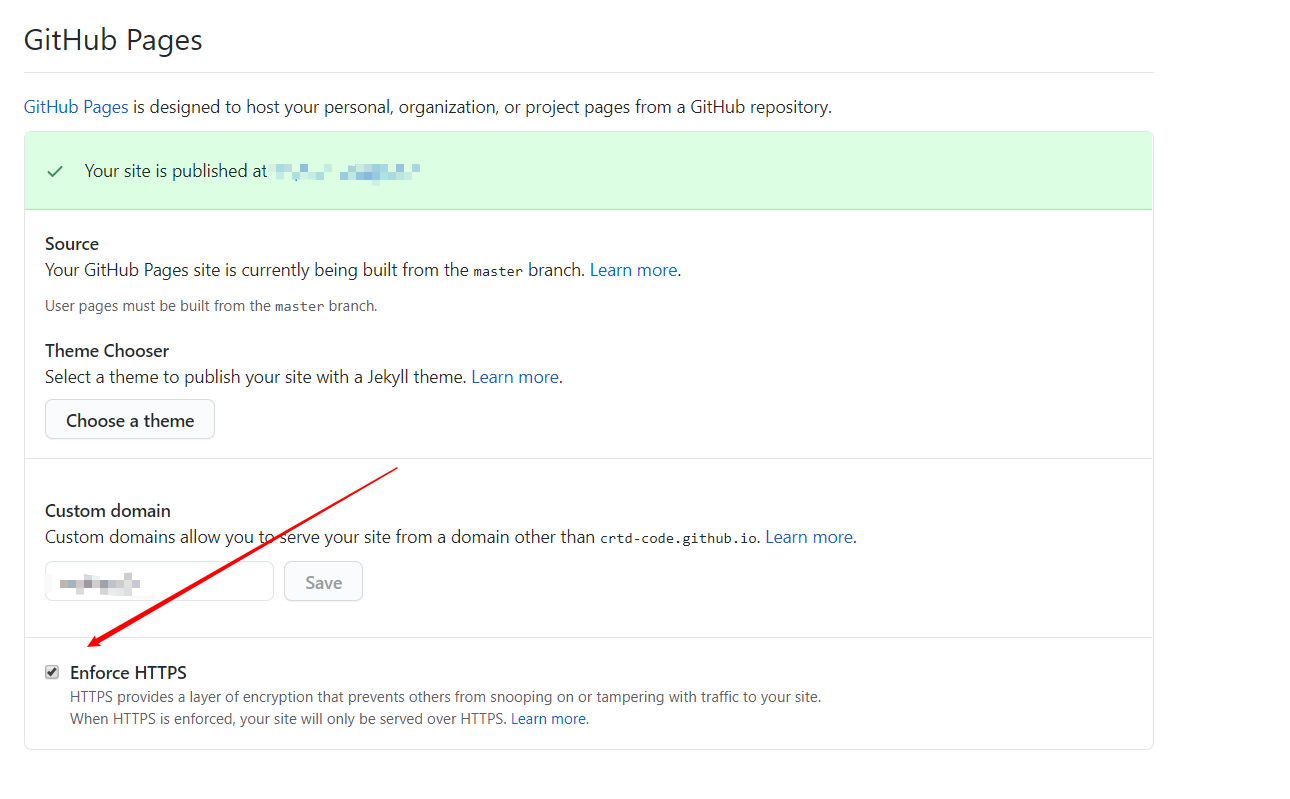 GitHub Pages
GitHub Pages is designed to host your personal, organization, or project pages from a GitHub repository.
Your site is published at
Source
Your GitHub Pages site is currently being built from the master branch. Learn more.
User pages must be built from the master branch.
Theme Chooser
Select a theme to publish your site with a Jekyll theme. Learn more.
Choose a theme
Custom domain
Custom domains allow you to serve your site from a domain other than crtd-code.github.io. Learn more.
Save
Enforce HTTPS
HTTPS provides a layer of encryption that prevents others from snooping on or tampering with traffic to your site.
When HTTPS is enforced, your site will only be served over HTTPS. Learn more.